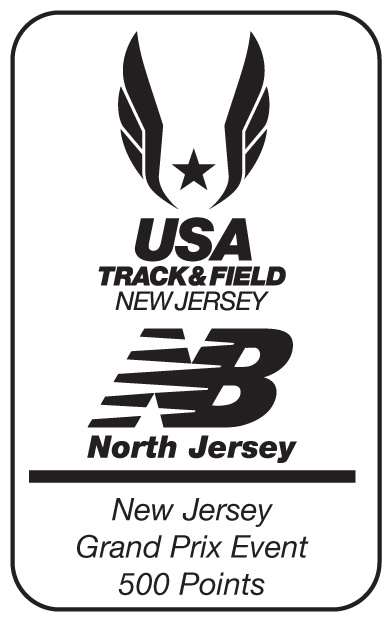 USA
TRACK & FIELD
NEW JERSEY
NB
North Jersey
New Jersey
Grand Prix Event
500 Points